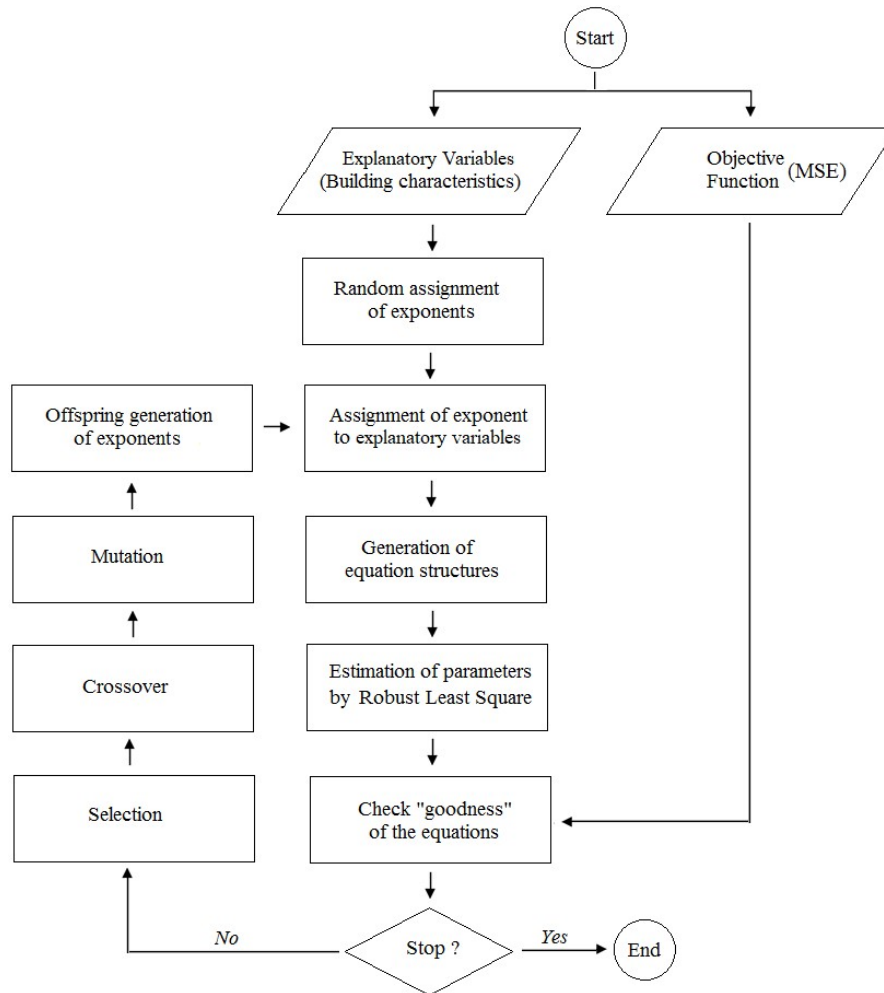 Start
Explanatory Variables
(Building characteristics)
Objective
Function (MSE)
Random assignment
of exponents
Offspring generation
of exponents
Assignment of exponent
to explanatory variables
Mutation
Generation of
equation structures
Crossover
Estimation of parameters
by Robust Least Square
Selection
Check "goodness"
of the equations
No
Stop ?
Yes
End